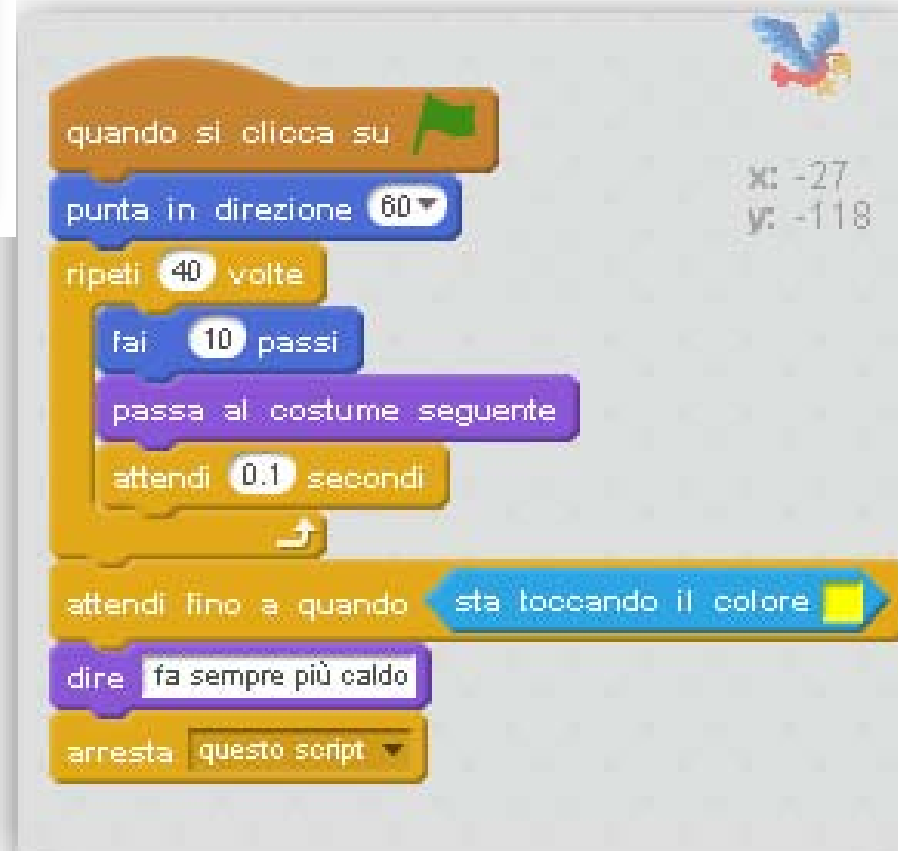 quando si clicca su
x: -27
y: -118
punta in direzione 60
ripeti 40 volte
fai 10 passi
passa al costume seguente
attendi 0.1 secondi
attendi fino a quando sta toccando il colore
dire fa sempre più caldo
arresta questo script